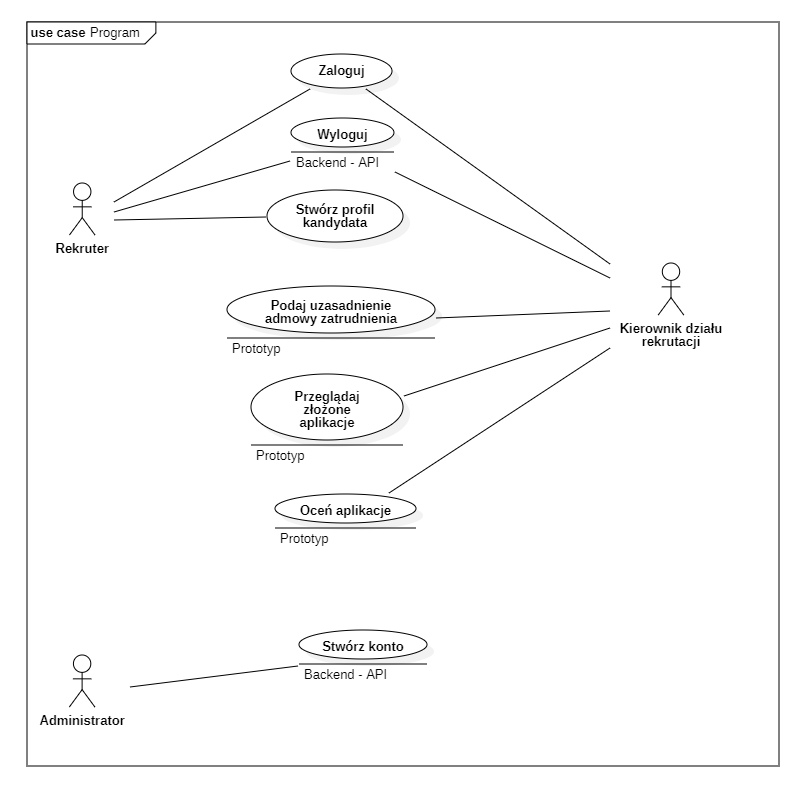 use case Program
Zaloguj
Wyloguj
Backend - API
Stwórz profil
kandydata
Rekruter
Podaj uzasadnienie
admowy zatrudnienia
Prototyp
Kierownik działu
rekrutacji
Przeglądaj
złożone
aplikacje
Prototyp
Oceń aplikacje
Prototyp
Stwórz konto
Backend - API
Administrator